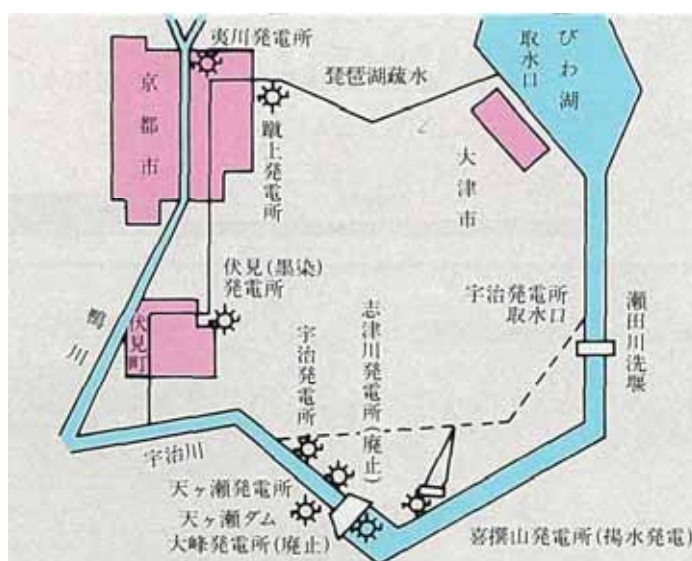 夷川発電所
京都市
琵琶湖疏水
取水口
びわ湖
蹴上発電所
大津市
伏見(墨染)
発電所
鴨川
伏見町
宇治発電所
志津川発電所(廃止)
宇治発電所
取水口
瀬田川洗堰
宇治川
天ヶ瀬発電所
天ヶ瀬ダム
大峰発電所(廃止)
喜撰山発電所(揚水発電)